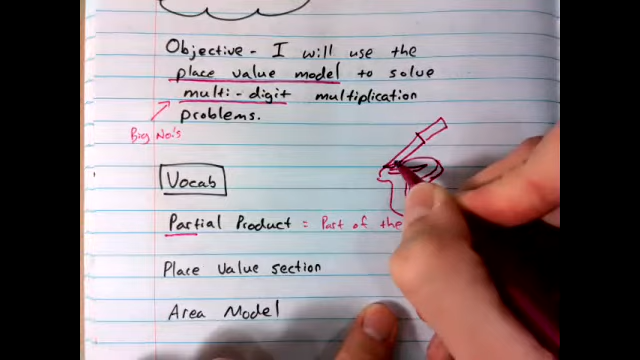 Objective - I will use the
place value model to solve
multi-digit multiplication
problems.
Big No.'s
Vocab
Partial Product = Part of the
Place Value section
Area Model